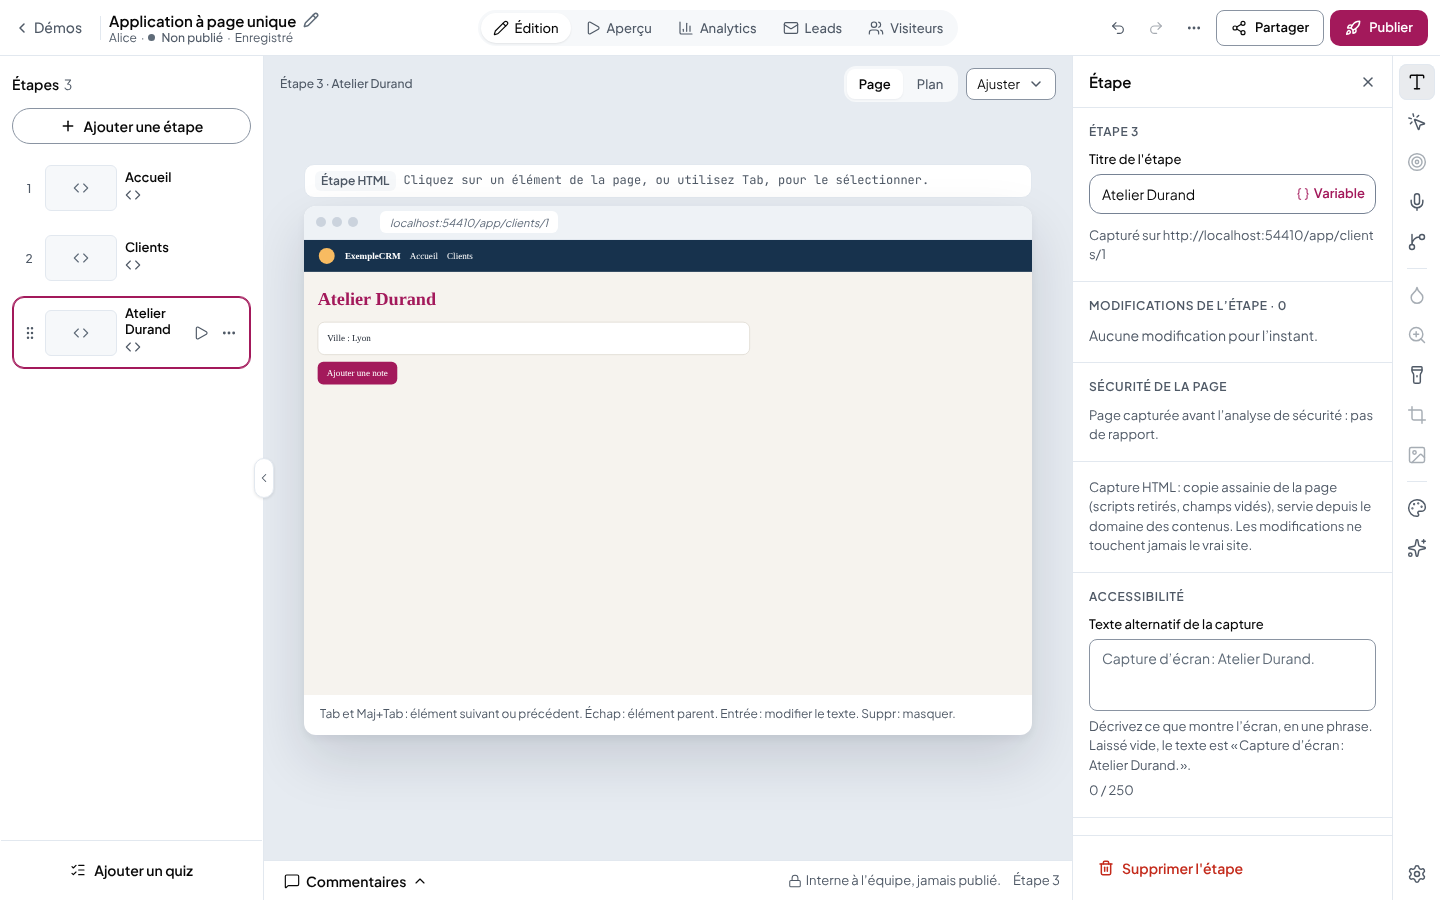 Démos
Application à page unique
Alice · Non publié · Enregistré
Édition
Aperçu
Analytics
Leads
Visiteurs
Partager
Publier
Étapes 3
Ajouter une étape
1
Accueil
2
Clients
Atelier
Durand
Ajouter un quiz
Étape 3 · Atelier Durand
Page
Plan
Ajuster
Étape HTML
Cliquez sur un élément de la page, ou utilisez Tab, pour le sélectionner.
localhost:54410/app/clients/1
ExempleCRM
Accueil
Clients
Atelier Durand
Ville : Lyon
Ajouter une note
Tab et Maj+Tab : élément suivant ou précédent. Échap : élément parent. Entrée : modifier le texte. Suppr : masquer.
Commentaires
Interne à l’équipe, jamais publié.
Étape 3
Étape
ÉTAPE 3
Titre de l'étape
Atelier Durand
{ } Variable
Capturé sur http://localhost:54410/app/client
s/1
MODIFICATIONS DE L’ÉTAPE · 0
Aucune modification pour l’instant.
SÉCURITÉ DE LA PAGE
Page capturée avant l’analyse de sécurité : pas
de rapport.
Capture HTML : copie assainie de la page
(scripts retirés, champs vidés), servie depuis le
domaine des contenus. Les modifications ne
touchent jamais le vrai site.
ACCESSIBILITÉ
Texte alternatif de la capture
Capture d’écran : Atelier Durand.
Décrivez ce que montre l’écran, en une phrase.
Laissé vide, le texte est « Capture d’écran :
Atelier Durand. ».
0 / 250
Supprimer l'étape